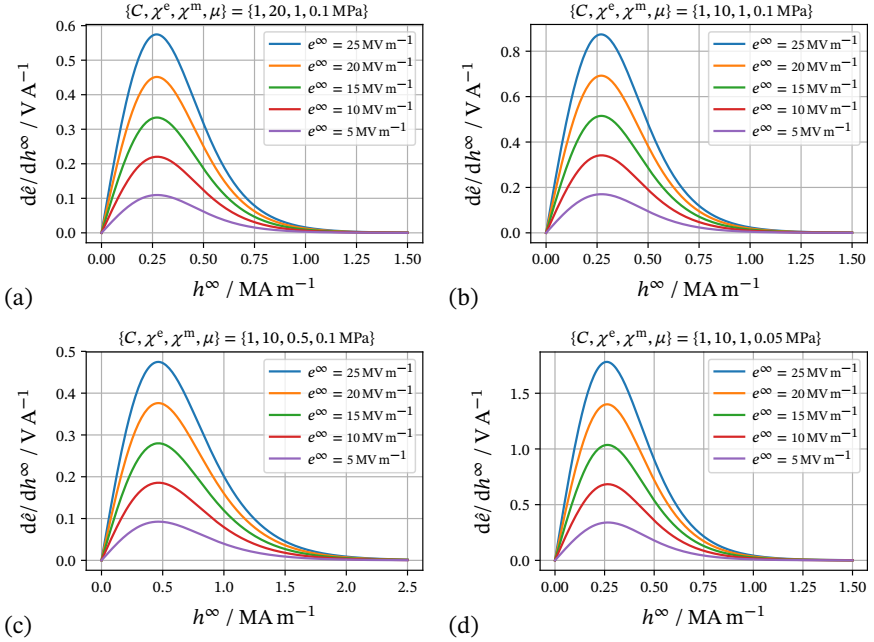 {C, χᵉ, χᵐ, μ} = {1, 20, 1, 0.1 MPa}
0.6
0.5
0.4
0.3
0.2
0.1
0.0
dê/dh∞ / V A⁻¹
e∞ = 25 MV m⁻¹
e∞ = 20 MV m⁻¹
e∞ = 15 MV m⁻¹
e∞ = 10 MV m⁻¹
e∞ = 5 MV m⁻¹
0.00 0.25 0.50 0.75 1.00 1.25 1.50
(a)
h∞ / MA m⁻¹
{C, χᵉ, χᵐ, μ} = {1, 10, 1, 0.1 MPa}
0.8
0.6
0.4
0.2
0.0
dê/dh∞ / V A⁻¹
e∞ = 25 MV m⁻¹
e∞ = 20 MV m⁻¹
e∞ = 15 MV m⁻¹
e∞ = 10 MV m⁻¹
e∞ = 5 MV m⁻¹
0.00 0.25 0.50 0.75 1.00 1.25 1.50
(b)
h∞ / MA m⁻¹
{C, χᵉ, χᵐ, μ} = {1, 10, 0.5, 0.1 MPa}
0.5
0.4
0.3
0.2
0.1
0.0
dê/dh∞ / V A⁻¹
e∞ = 25 MV m⁻¹
e∞ = 20 MV m⁻¹
e∞ = 15 MV m⁻¹
e∞ = 10 MV m⁻¹
e∞ = 5 MV m⁻¹
0.0 0.5 1.0 1.5 2.0 2.5
(c)
h∞ / MA m⁻¹
{C, χᵉ, χᵐ, μ} = {1, 10, 1, 0.05 MPa}
1.5
1.0
0.5
0.0
dê/dh∞ / V A⁻¹
e∞ = 25 MV m⁻¹
e∞ = 20 MV m⁻¹
e∞ = 15 MV m⁻¹
e∞ = 10 MV m⁻¹
e∞ = 5 MV m⁻¹
0.00 0.25 0.50 0.75 1.00 1.25 1.50
(d)
h∞ / MA m⁻¹